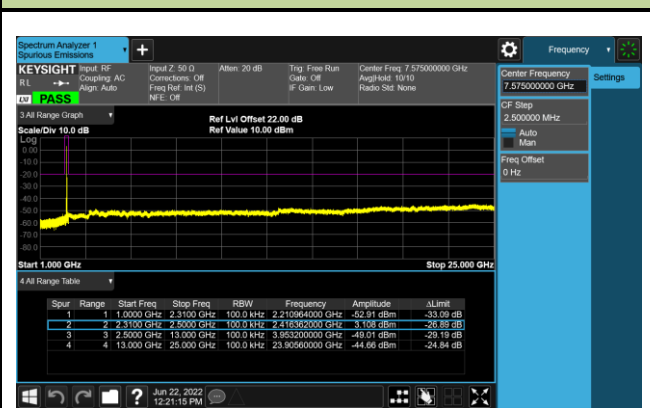 Spectrum Analyzer 1
Spurious Emissions
Frequency
KEYSIGHT
Input: RF
Coupling: AC
Align: Auto
Input Z: 50 Ω
Corrections: Off
Freq Ref: Int (S)
NFE: Off
Atten: 20 dB
Trig: Free Run
Gate: Off
IF Gain: Low
Center Freq: 7.575000000 GHz
Avg|Hold: 10/10
Radio Std: None
R L
LXI
PASS
Center Frequency
7.575000000 GHz
Settings
CF Step
2.500000 MHz
Auto
Man
Freq Offset
0 Hz
3 All Range Graph
Scale/Div 10.0 dB
Ref Lvl Offset 22.00 dB
Ref Value 10.00 dBm
Log
0.00
-10.0
-20.0
-30.0
-40.0
-50.0
-60.0
-70.0
-80.0
Start 1.000 GHz
Stop 25.000 GHz
4 All Range Table
Spur Range Start Freq Stop Freq RBW Frequency Amplitude ΔLimit
1 1 1.0000 GHz 2.3100 GHz 100.0 kHz 2.210964000 GHz -52.91 dBm -33.09 dB
2 2 2.3100 GHz 2.5000 GHz 100.0 kHz 2.416362000 GHz 3.108 dBm -26.89 dB
3 3 2.5000 GHz 13.000 GHz 100.0 kHz 3.953200000 GHz -49.01 dBm -29.19 dB
4 4 13.000 GHz 25.000 GHz 100.0 kHz 23.90560000 GHz -44.66 dBm -24.84 dB
Jun 22, 2022
12:21:15 PM